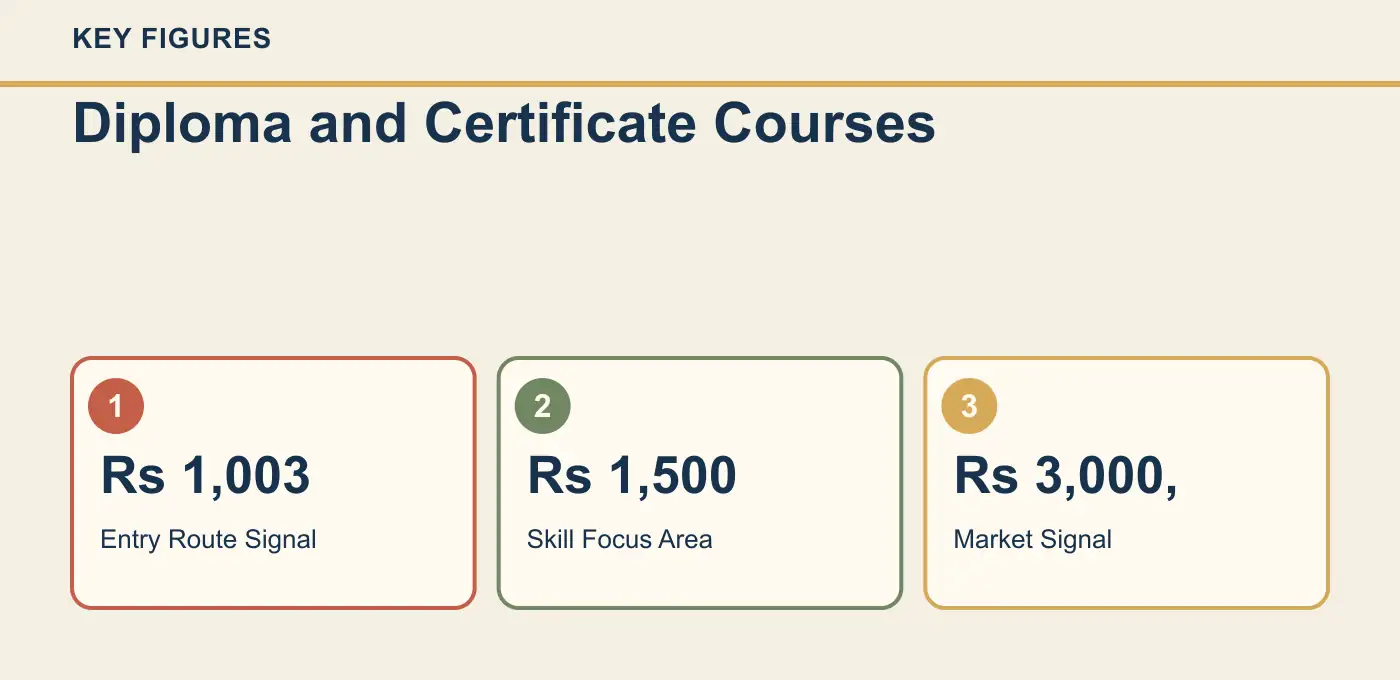 KEY FIGURES
Diploma and Certificate Courses
1
Rs 1,003
Entry Route Signal
2
Rs 1,500
Skill Focus Area
3
Rs 3,000,
Market Signal